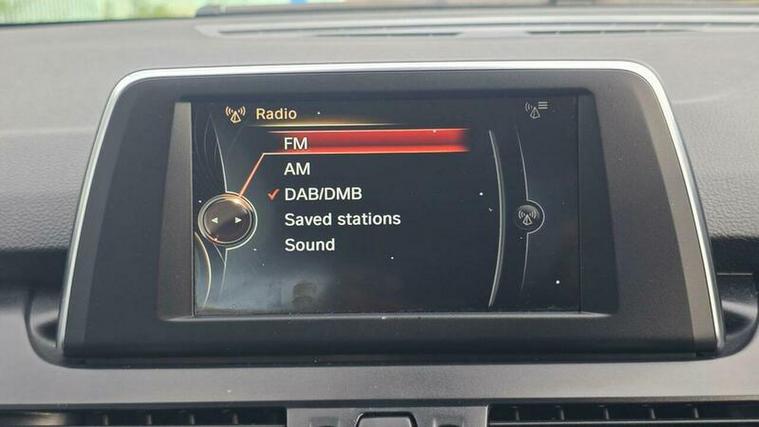 Radio
FM
AM
DAB/DMB
Saved stations
Sound